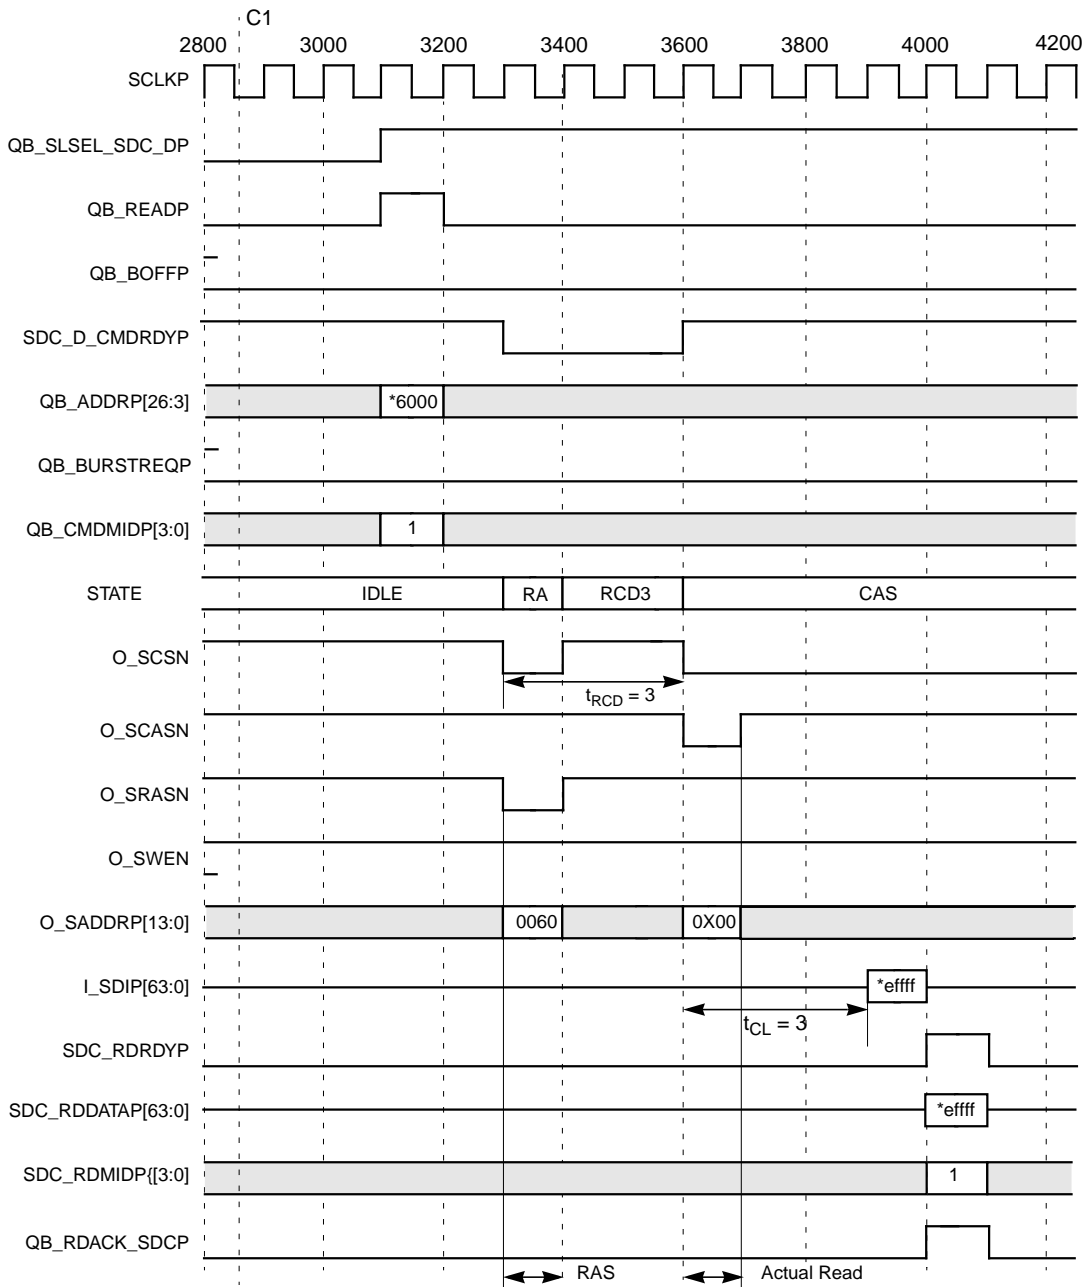 C1
2800 3000 3200 3400 3600 3800 4000 4200
SCLKP
QB_SLSEL_SDC_DP
QB_READP
QB_BOFFP
SDC_D_CMDRDYP
QB_ADDRP[26:3] *6000
QB_BURSTREQP
QB_CMDMIDP[3:0] 1
STATE IDLE RA RCD3 CAS
O_SCSN
tRCD = 3
O_SCASN
O_SRASN
O_SWEN
O_SADDRP[13:0] 0060 0X00
I_SDIP[63:0] *effff
tCL = 3
SDC_RDRDYP
SDC_RDDATAP[63:0] *effff
SDC_RDMIDP{[3:0] 1
QB_RDACK_SDCP
RAS Actual Read